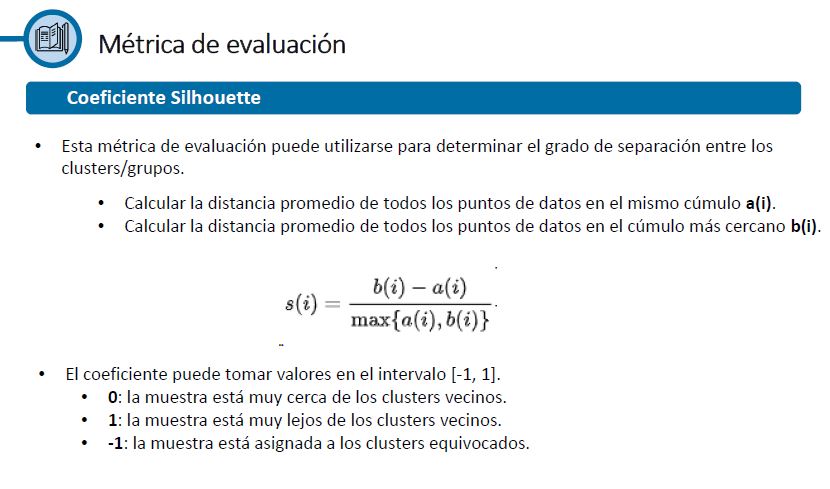 Métrica de evaluación
Coeficiente Silhouette
• Esta métrica de evaluación puede utilizarse para determinar el grado de separación entre los
clusters/grupos.
• Calcular la distancia promedio de todos los puntos de datos en el mismo cúmulo a(i).
• Calcular la distancia promedio de todos los puntos de datos en el cúmulo más cercano b(i).
s(i) = b(i) − a(i) / max{a(i), b(i)}
• El coeficiente puede tomar valores en el intervalo [-1, 1].
• 0: la muestra está muy cerca de los clusters vecinos.
• 1: la muestra está muy lejos de los clusters vecinos.
• -1: la muestra está asignada a los clusters equivocados.